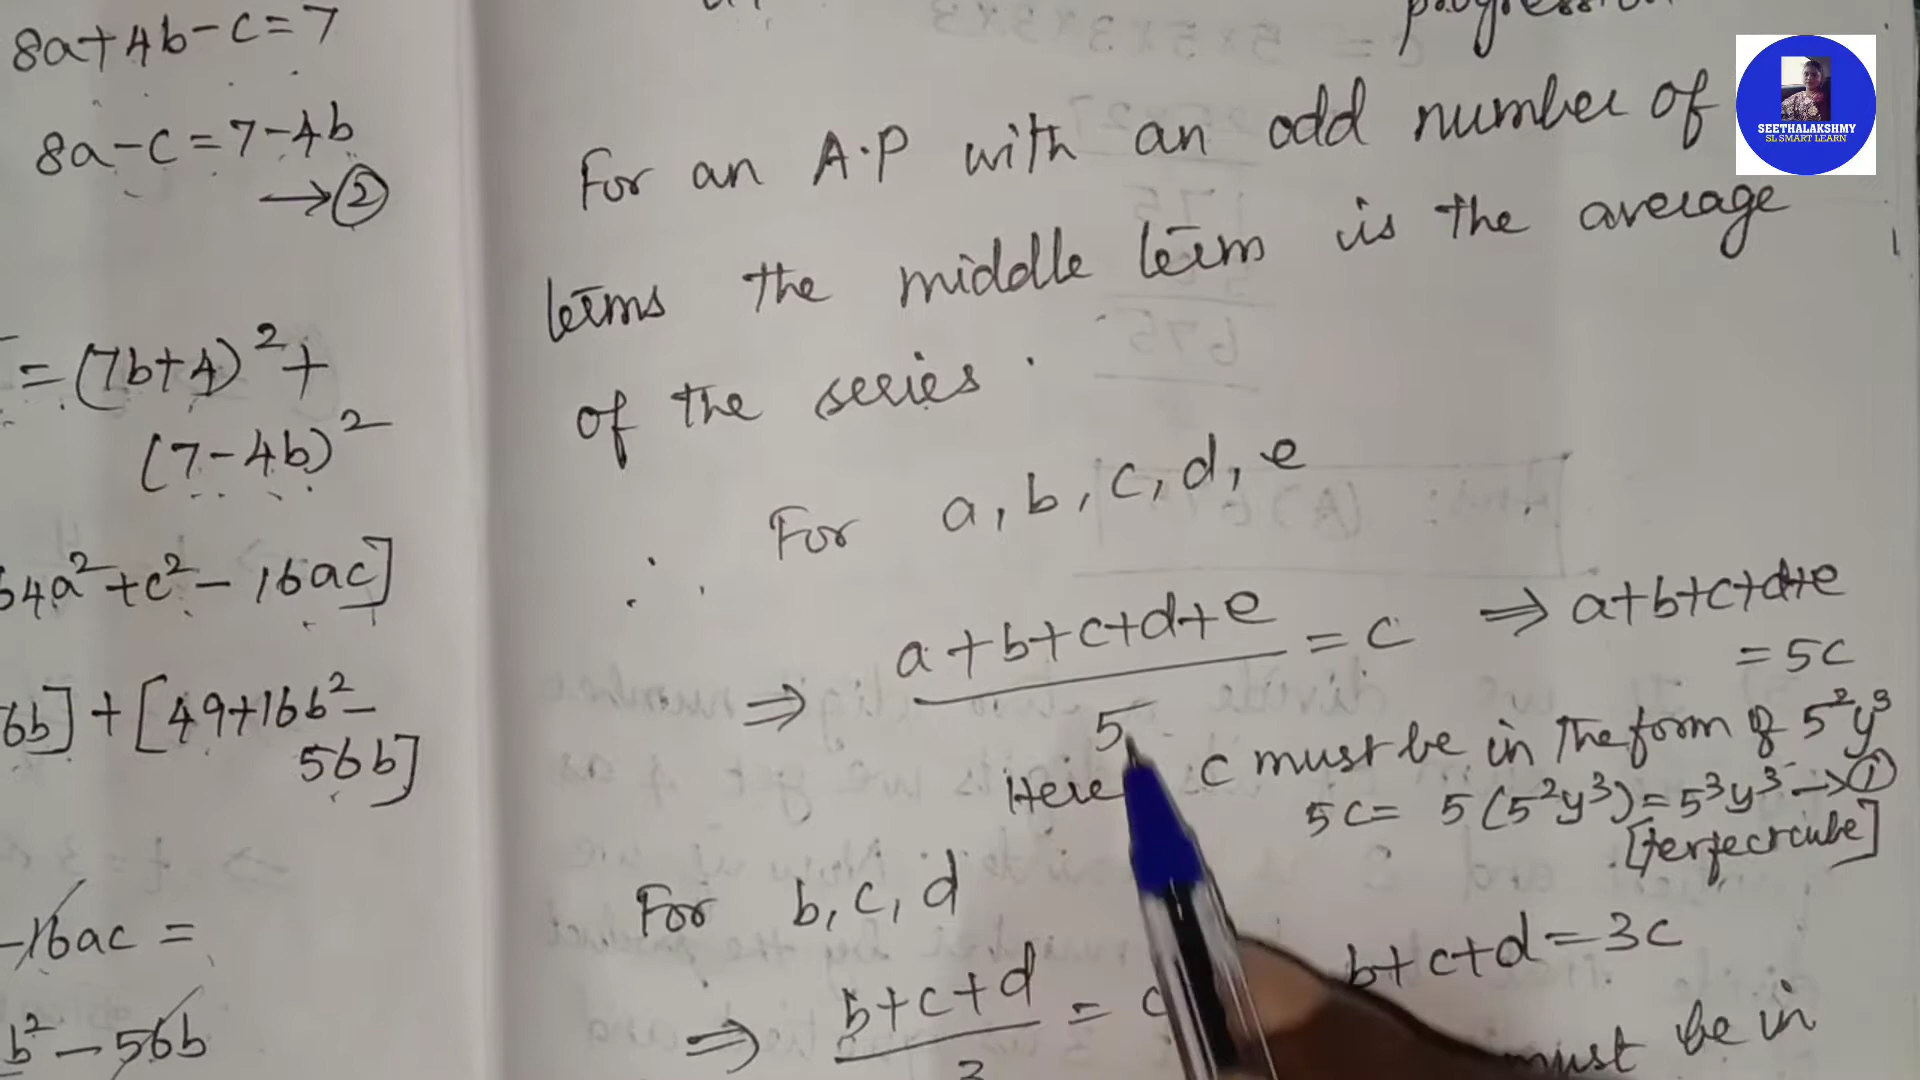 8a+4b-c=7
8a-c=7-4b
→②
=(7b+4)²+
(7-4b)²
64a²+c²-16ac]
6b]+[49+16b²-
56b]
-16ac=
b²-56b
progression
For an A.P with an odd number of
terms the middle term is the average
of the series.
∴ For a, b, c, d, e
⇒ a+b+c+d+e / 5 = c ⇒ a+b+c+d+e
= 5c
Here c must be in the form of 5²y³
5c= 5(5²y³)=5³y³→①
[perfect cube]
For b, c, d
⇒ b+c+d / 3 = c b+c+d=3c
must be in
SEETHALAKSHMY
SL SMART LEARN